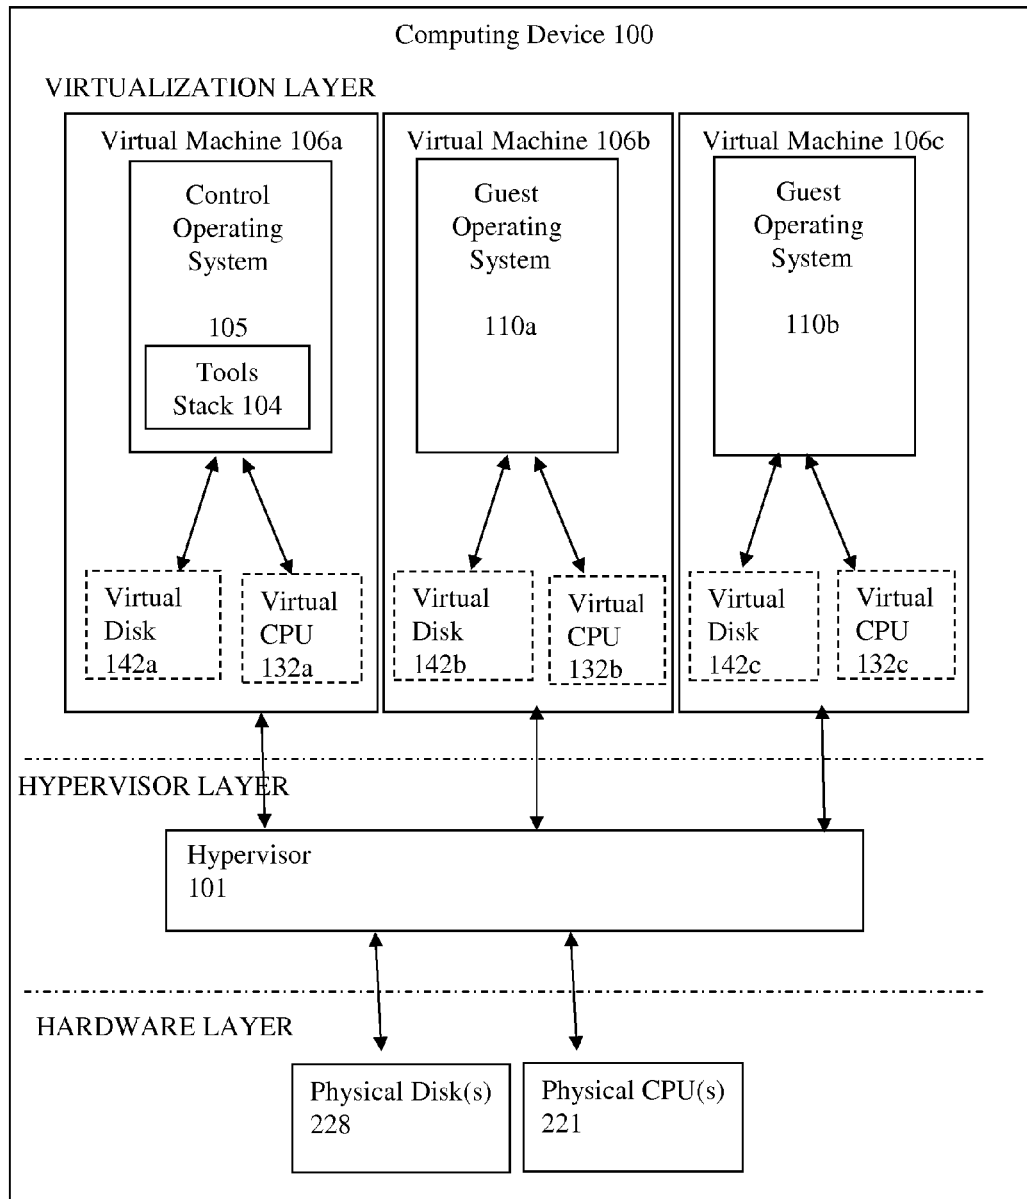 Computing Device 100
VIRTUALIZATION LAYER
Virtual Machine 106a
Control
Operating
System
105
Tools
Stack 104
Virtual
Disk
142a
Virtual
CPU
132a
Virtual Machine 106b
Guest
Operating
System
110a
Virtual
Disk
142b
Virtual
CPU
132b
Virtual Machine 106c
Guest
Operating
System
110b
Virtual
Disk
142c
Virtual
CPU
132c
HYPERVISOR LAYER
Hypervisor
101
HARDWARE LAYER
Physical Disk(s)
228
Physical CPU(s)
221